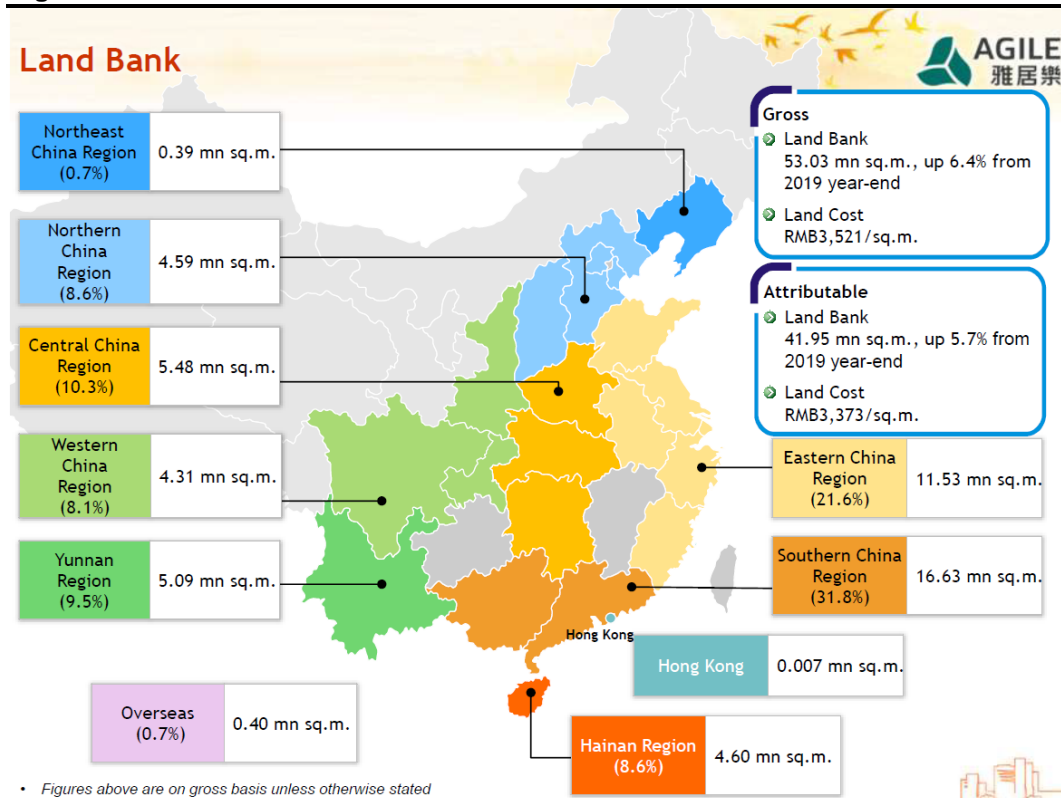 Land Bank
AGILE
雅居樂
Northeast
China Region
(0.7%)
0.39 mn sq.m.
Northern
China
Region
(8.6%)
4.59 mn sq.m.
Central China
Region
(10.3%)
5.48 mn sq.m.
Western
China
Region
(8.1%)
4.31 mn sq.m.
Yunnan
Region
(9.5%)
5.09 mn sq.m.
Overseas
(0.7%)
0.40 mn sq.m.
Gross
Land Bank
53.03 mn sq.m., up 6.4% from
2019 year-end
Land Cost
RMB3,521/sq.m.
Attributable
Land Bank
41.95 mn sq.m., up 5.7% from
2019 year-end
Land Cost
RMB3,373/sq.m.
Eastern China
Region
(21.6%)
11.53 mn sq.m.
Southern China
Region
(31.8%)
16.63 mn sq.m.
Hong Kong
Hong Kong
0.007 mn sq.m.
Hainan Region
(8.6%)
4.60 mn sq.m.
• Figures above are on gross basis unless otherwise stated